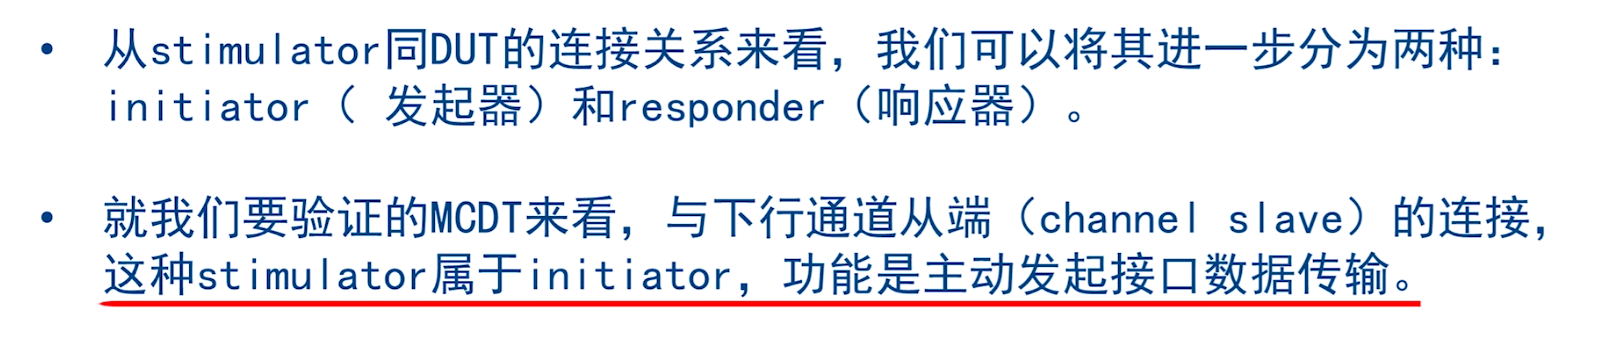 • 从stimulator同DUT的连接关系来看，我们可以将其进一步分为两种：
initiator（ 发起器）和responder（响应器）。
• 就我们要验证的MCDT来看，与下行通道从端（channel slave）的连接，
这种stimulator属于initiator，功能是主动发起接口数据传输。